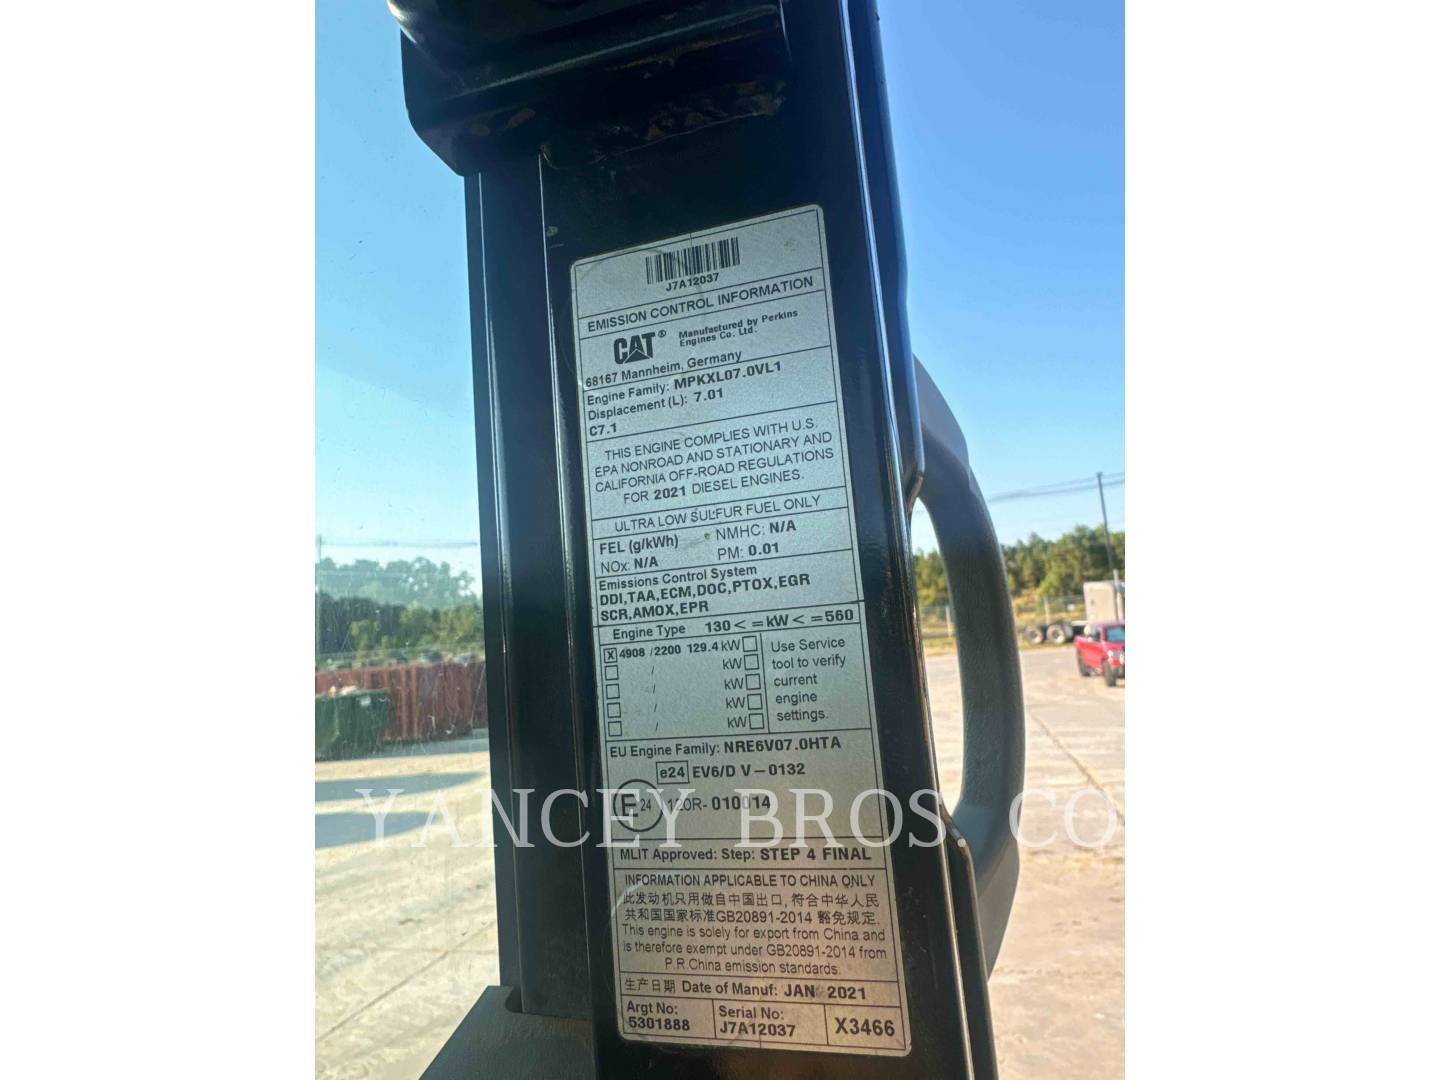 J7A12037
EMISSION CONTROL INFORMATION
CAT® Manufactured by Perkins
Engines Co. Ltd.
68167 Mannheim, Germany
Engine Family: MPKXL07.0VL1
Displacement (L): 7.01
C7.1
THIS ENGINE COMPLIES WITH U.S.
EPA NONROAD AND STATIONARY AND
CALIFORNIA OFF-ROAD REGULATIONS
FOR 2021 DIESEL ENGINES.
ULTRA LOW SULFUR FUEL ONLY
FEL (g/kWh) NMHC: N/A
NOx: N/A PM: 0.01
Emissions Control System
DDI,TAA,ECM,DOC,PTOX,EGR
SCR,AMOX,EPR
Engine Type 130<=kW<=560
X 4908 /2200 129.4 kW Use Service
/ kW tool to verify
/ kW current
/ kW engine
/ kW settings.
EU Engine Family: NRE6V07.0HTA
e24 EV6/D V-0132
E 24 120R-010014
YANCEY BROS. CO
MLIT Approved: Step: STEP 4 FINAL
INFORMATION APPLICABLE TO CHINA ONLY
此发动机只用做自中国出口, 符合中华人民
共和国国家标准GB20891-2014 豁免规定.
This engine is solely for export from China and
is therefore exempt under GB20891-2014 from
P.R.China emission standards.
生产日期 Date of Manuf: JAN 2021
Argt No: Serial No:
5301888 J7A12037 X3466